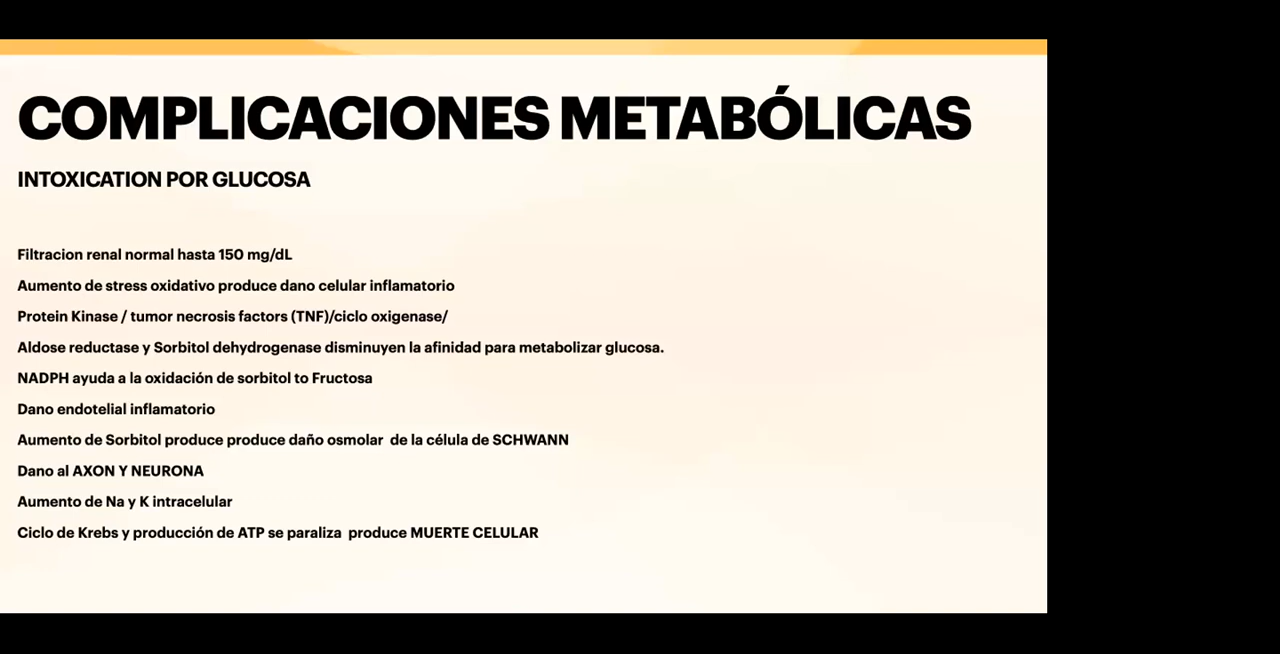 COMPLICACIONES METABÓLICAS
INTOXICATION POR GLUCOSA
Filtracion renal normal hasta 150 mg/dL
Aumento de stress oxidativo produce dano celular inflamatorio
Protein Kinase / tumor necrosis factors (TNF)/ciclo oxigenase/
Aldose reductase y Sorbitol dehydrogenase disminuyen la afinidad para metabolizar glucosa.
NADPH ayuda a la oxidación de sorbitol to Fructosa
Dano endotelial inflamatorio
Aumento de Sorbitol produce produce daño osmolar de la célula de SCHWANN
Dano al AXON Y NEURONA
Aumento de Na y K intracelular
Ciclo de Krebs y producción de ATP se paraliza produce MUERTE CELULAR